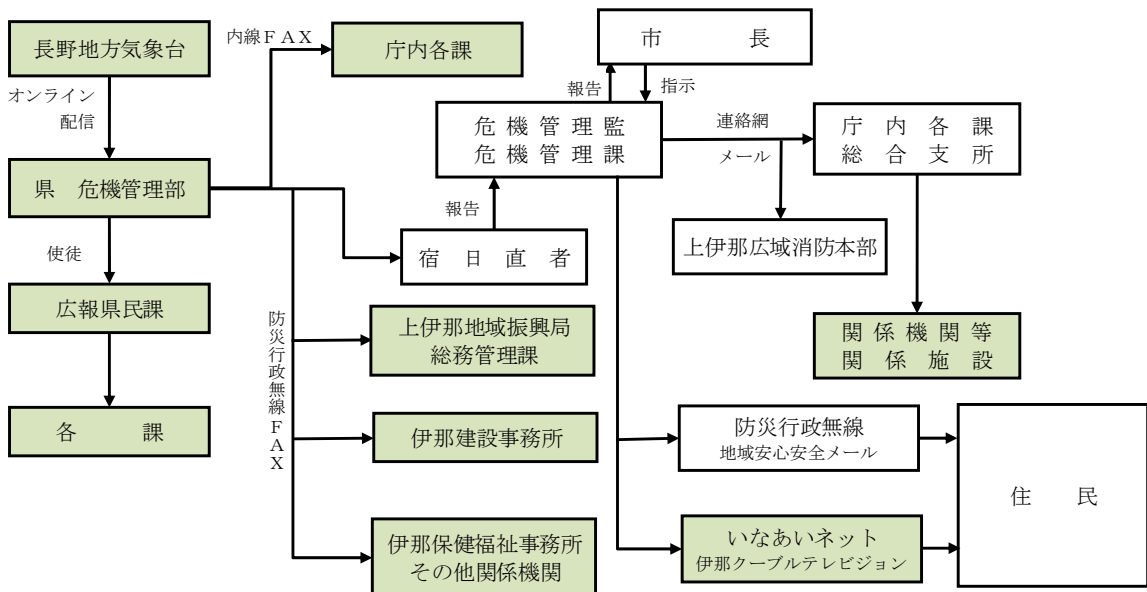 長野地方気象台
オンライン
配信
県　危機管理部
使徒
広報県民課
各　　課
内線ＦＡＸ
庁内各課
防災行政無線ＦＡＸ
市　　　長
報告
指示
危機管理監
危機管理課
報告
宿日直者
連絡網
メール
庁内各課
総合支所
上伊那広域消防本部
関係機関等
関係施設
上伊那地域振興局
総務管理課
伊那建設事務所
伊那保健福祉事務所
その他関係機関
防災行政無線
地域安心安全メール
いなあいネット
伊那クーブルテレビジョン
住　　民